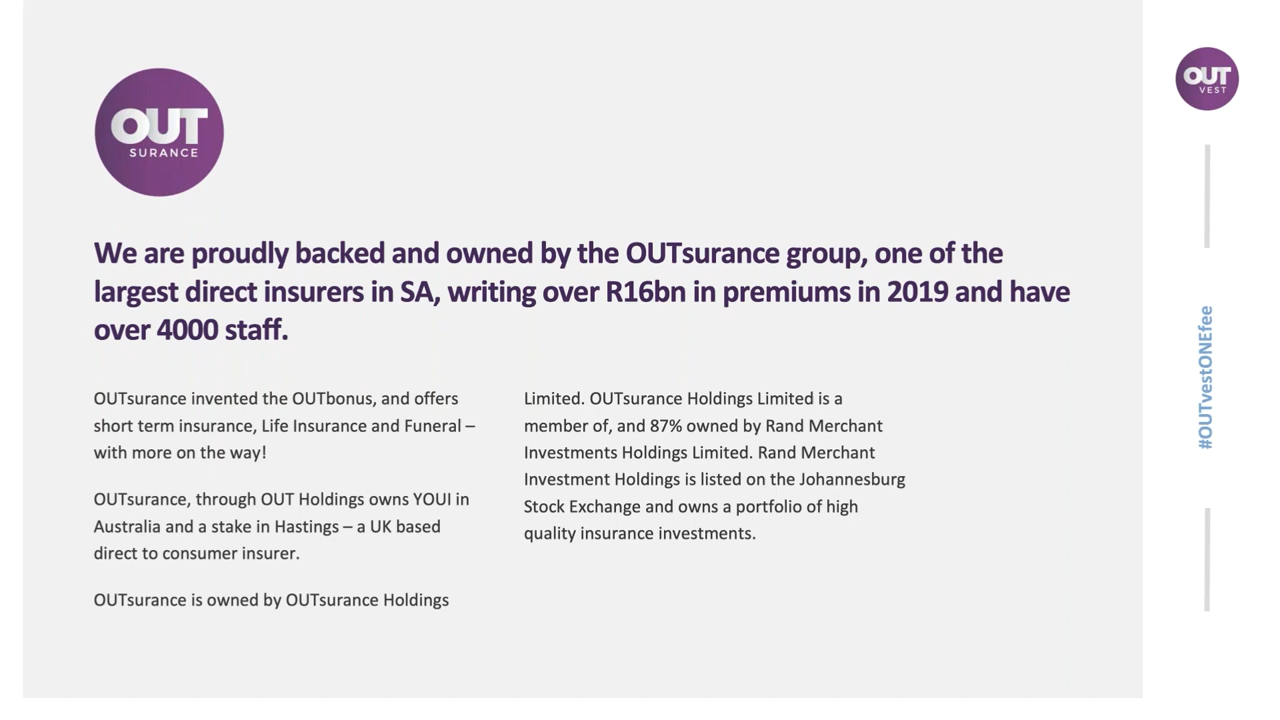 OUT
SURANCE
We are proudly backed and owned by the OUTsurance group, one of the
largest direct insurers in SA, writing over R16bn in premiums in 2019 and have
over 4000 staff.
OUTsurance invented the OUTbonus, and offers
short term insurance, Life Insurance and Funeral –
with more on the way!
OUTsurance, through OUT Holdings owns YOUI in
Australia and a stake in Hastings – a UK based
direct to consumer insurer.
OUTsurance is owned by OUTsurance Holdings
Limited. OUTsurance Holdings Limited is a
member of, and 87% owned by Rand Merchant
Investments Holdings Limited. Rand Merchant
Investment Holdings is listed on the Johannesburg
Stock Exchange and owns a portfolio of high
quality insurance investments.
OUT
VEST
#OUTvestONEfee